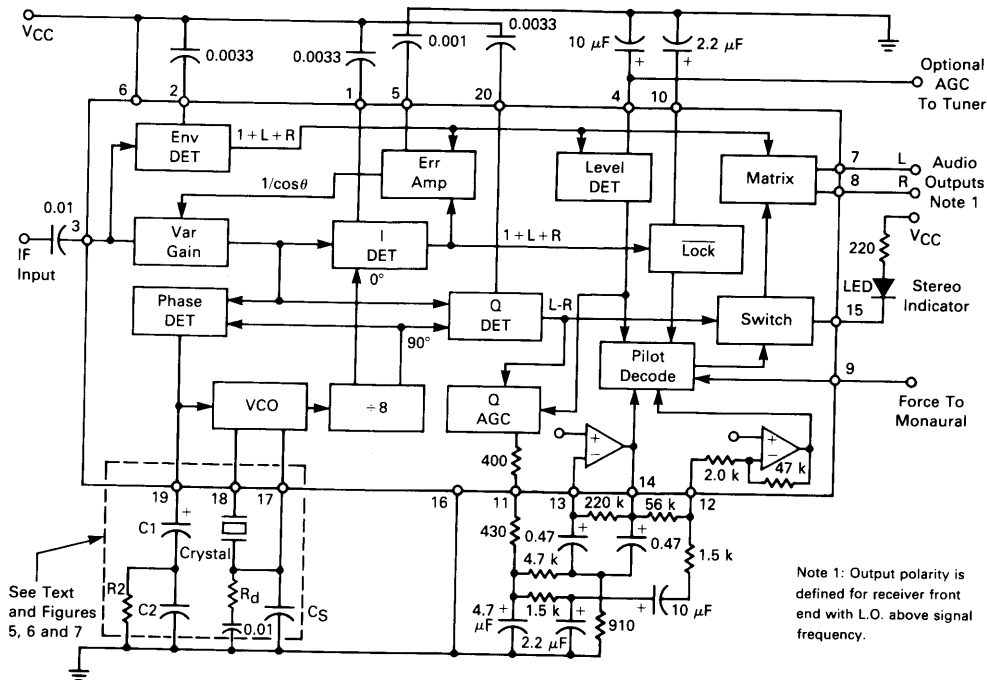 VCC
0.0033
0.0033
0.001
0.0033
10 µF
+
2.2 µF
+
Optional
AGC
To Tuner
6
2
1
5
20
4
10
Env
DET
1+L+R
Err
Amp
Level
DET
Matrix
7
L
8
R
Audio
Outputs
Note 1
1/cosθ
0.01
3
IF
Input
Var
Gain
I
DET
0°
1+L+R
Lock
VCC
220
LED
Stereo
Indicator
15
Phase
DET
Q
DET
L-R
90°
Switch
Pilot
Decode
9
Force To
Monaural
VCO
÷8
Q
AGC
400
+
−
+
−
2.0 k
47 k
19
18
17
16
11
13
14
12
C1
+
Crystal
R2
C2
Rd
0.01
CS
See Text
and Figures
5, 6 and 7
430
220 k
56 k
+
0.47
+
0.47
4.7 k
1.5 k
1.5 k
+
10 µF
4.7
µF
+
2.2 µF
+
910
Note 1: Output polarity is
defined for receiver front
end with L.O. above signal
frequency.